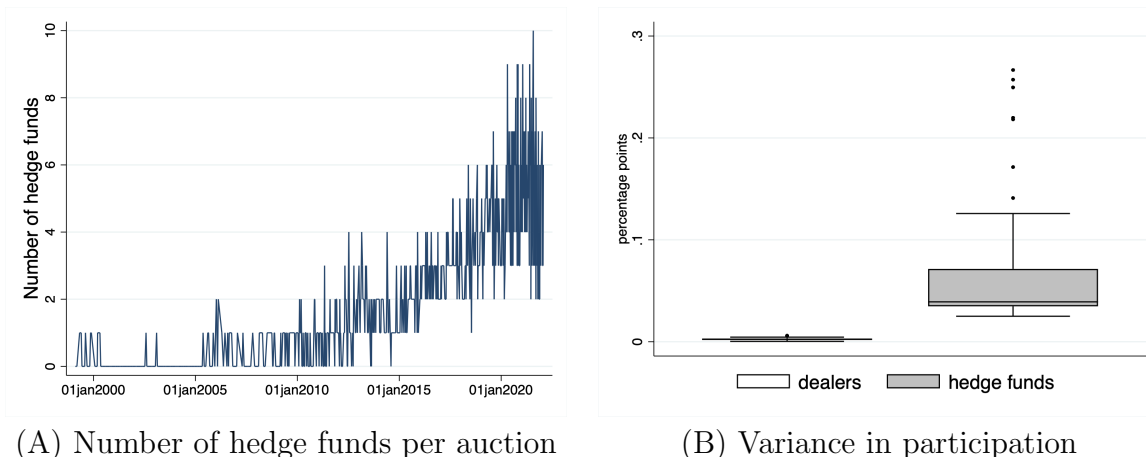 Number of hedge funds
10
8
6
4
2
0
01jan2000 01jan2005 01jan2010 01jan2015 01jan2020
(A) Number of hedge funds per auction
percentage points
.3
.2
.1
0
dealers hedge funds
(B) Variance in participation